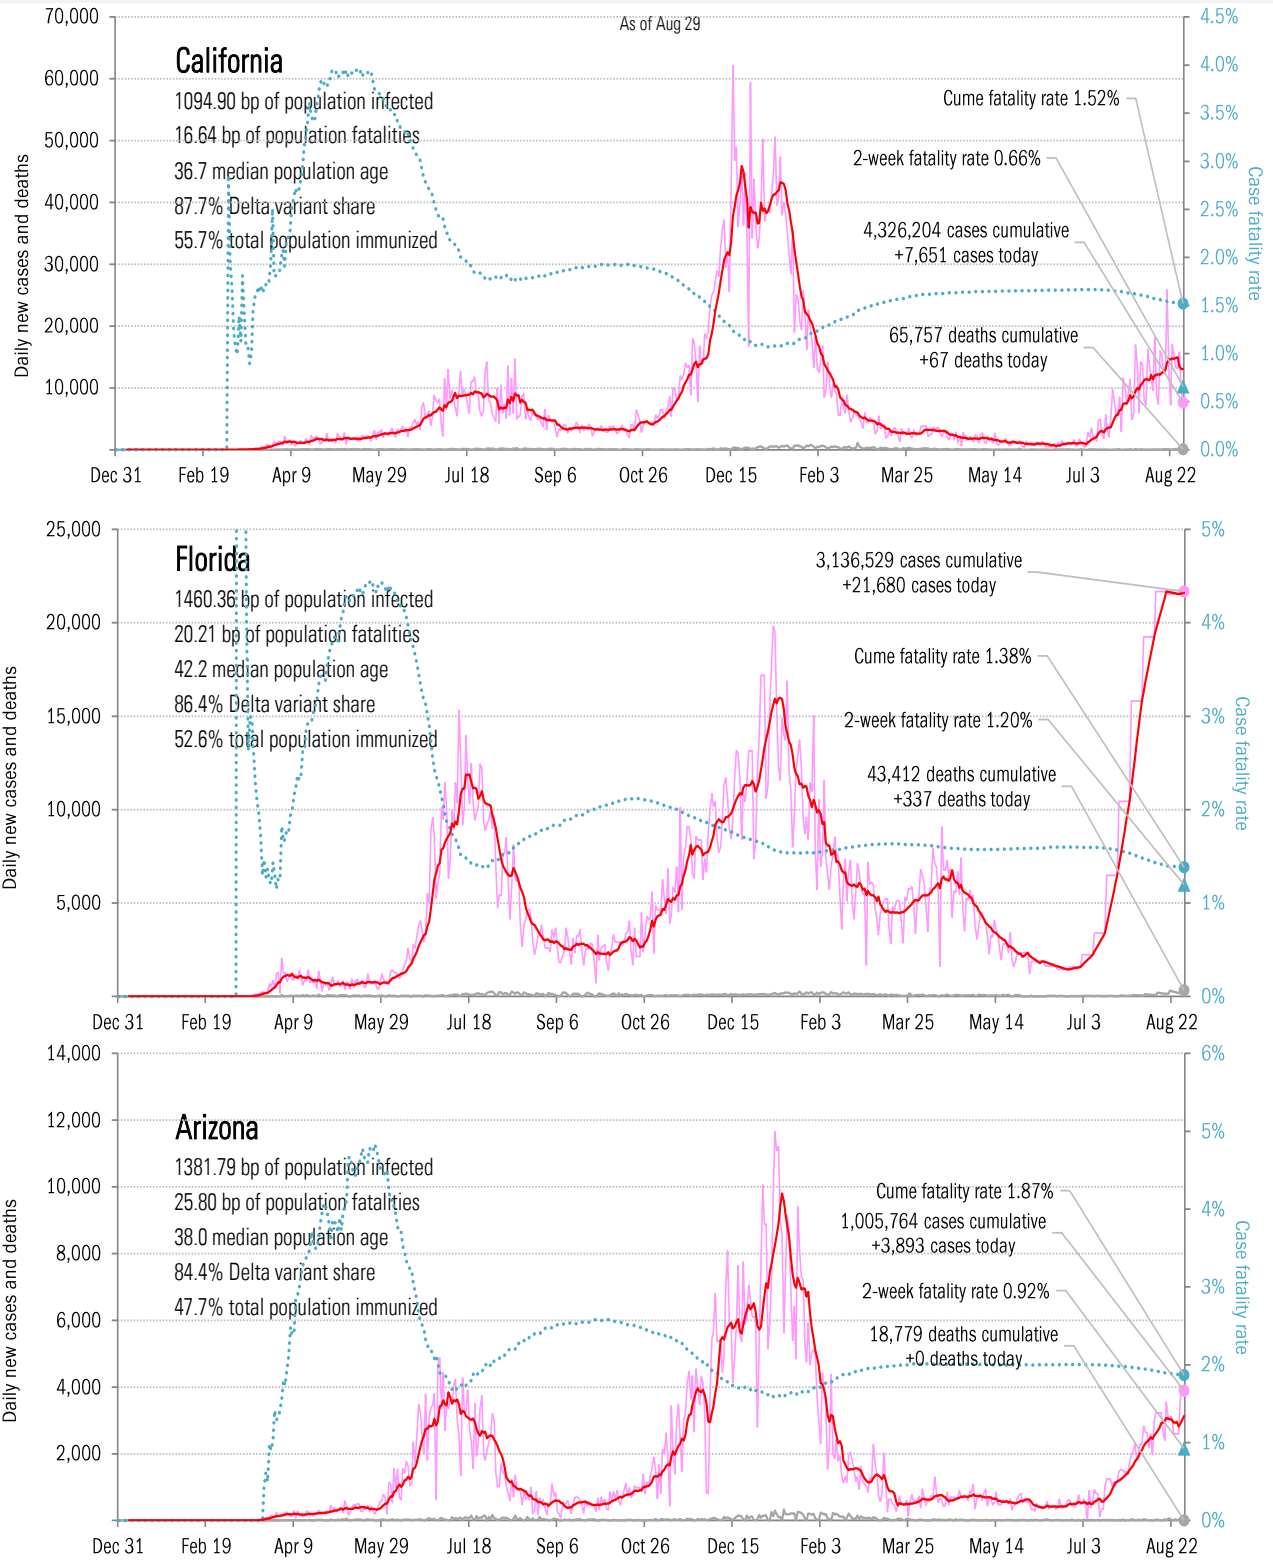 As of Aug 29
California
1094.90 bp of population infected
16.64 bp of population fatalities
36.7 median population age
87.7% Delta variant share
55.7% total population immunized
Cume fatality rate 1.52%
2-week fatality rate 0.66%
4,326,204 cases cumulative
+7,651 cases today
65,757 deaths cumulative
+67 deaths today
Daily new cases and deaths
70,000
60,000
50,000
40,000
30,000
20,000
10,000
4.5%
4.0%
3.5%
3.0%
2.5%
2.0%
1.5%
1.0%
0.5%
0.0%
Case fatality rate
Dec 31 Feb 19 Apr 9 May 29 Jul 18 Sep 6 Oct 26 Dec 15 Feb 3 Mar 25 May 14 Jul 3 Aug 22
Florida
1460.36 bp of population infected
20.21 bp of population fatalities
42.2 median population age
86.4% Delta variant share
52.6% total population immunized
3,136,529 cases cumulative
+21,680 cases today
Cume fatality rate 1.38%
2-week fatality rate 1.20%
43,412 deaths cumulative
+337 deaths today
Daily new cases and deaths
25,000
20,000
15,000
10,000
5,000
5%
4%
3%
2%
1%
0%
Case fatality rate
Dec 31 Feb 19 Apr 9 May 29 Jul 18 Sep 6 Oct 26 Dec 15 Feb 3 Mar 25 May 14 Jul 3 Aug 22
Arizona
1381.79 bp of population infected
25.80 bp of population fatalities
38.0 median population age
84.4% Delta variant share
47.7% total population immunized
Cume fatality rate 1.87%
1,005,764 cases cumulative
+3,893 cases today
2-week fatality rate 0.92%
18,779 deaths cumulative
+0 deaths today
Daily new cases and deaths
14,000
12,000
10,000
8,000
6,000
4,000
2,000
6%
5%
4%
3%
2%
1%
0%
Case fatality rate
Dec 31 Feb 19 Apr 9 May 29 Jul 18 Sep 6 Oct 26 Dec 15 Feb 3 Mar 25 May 14 Jul 3 Aug 22